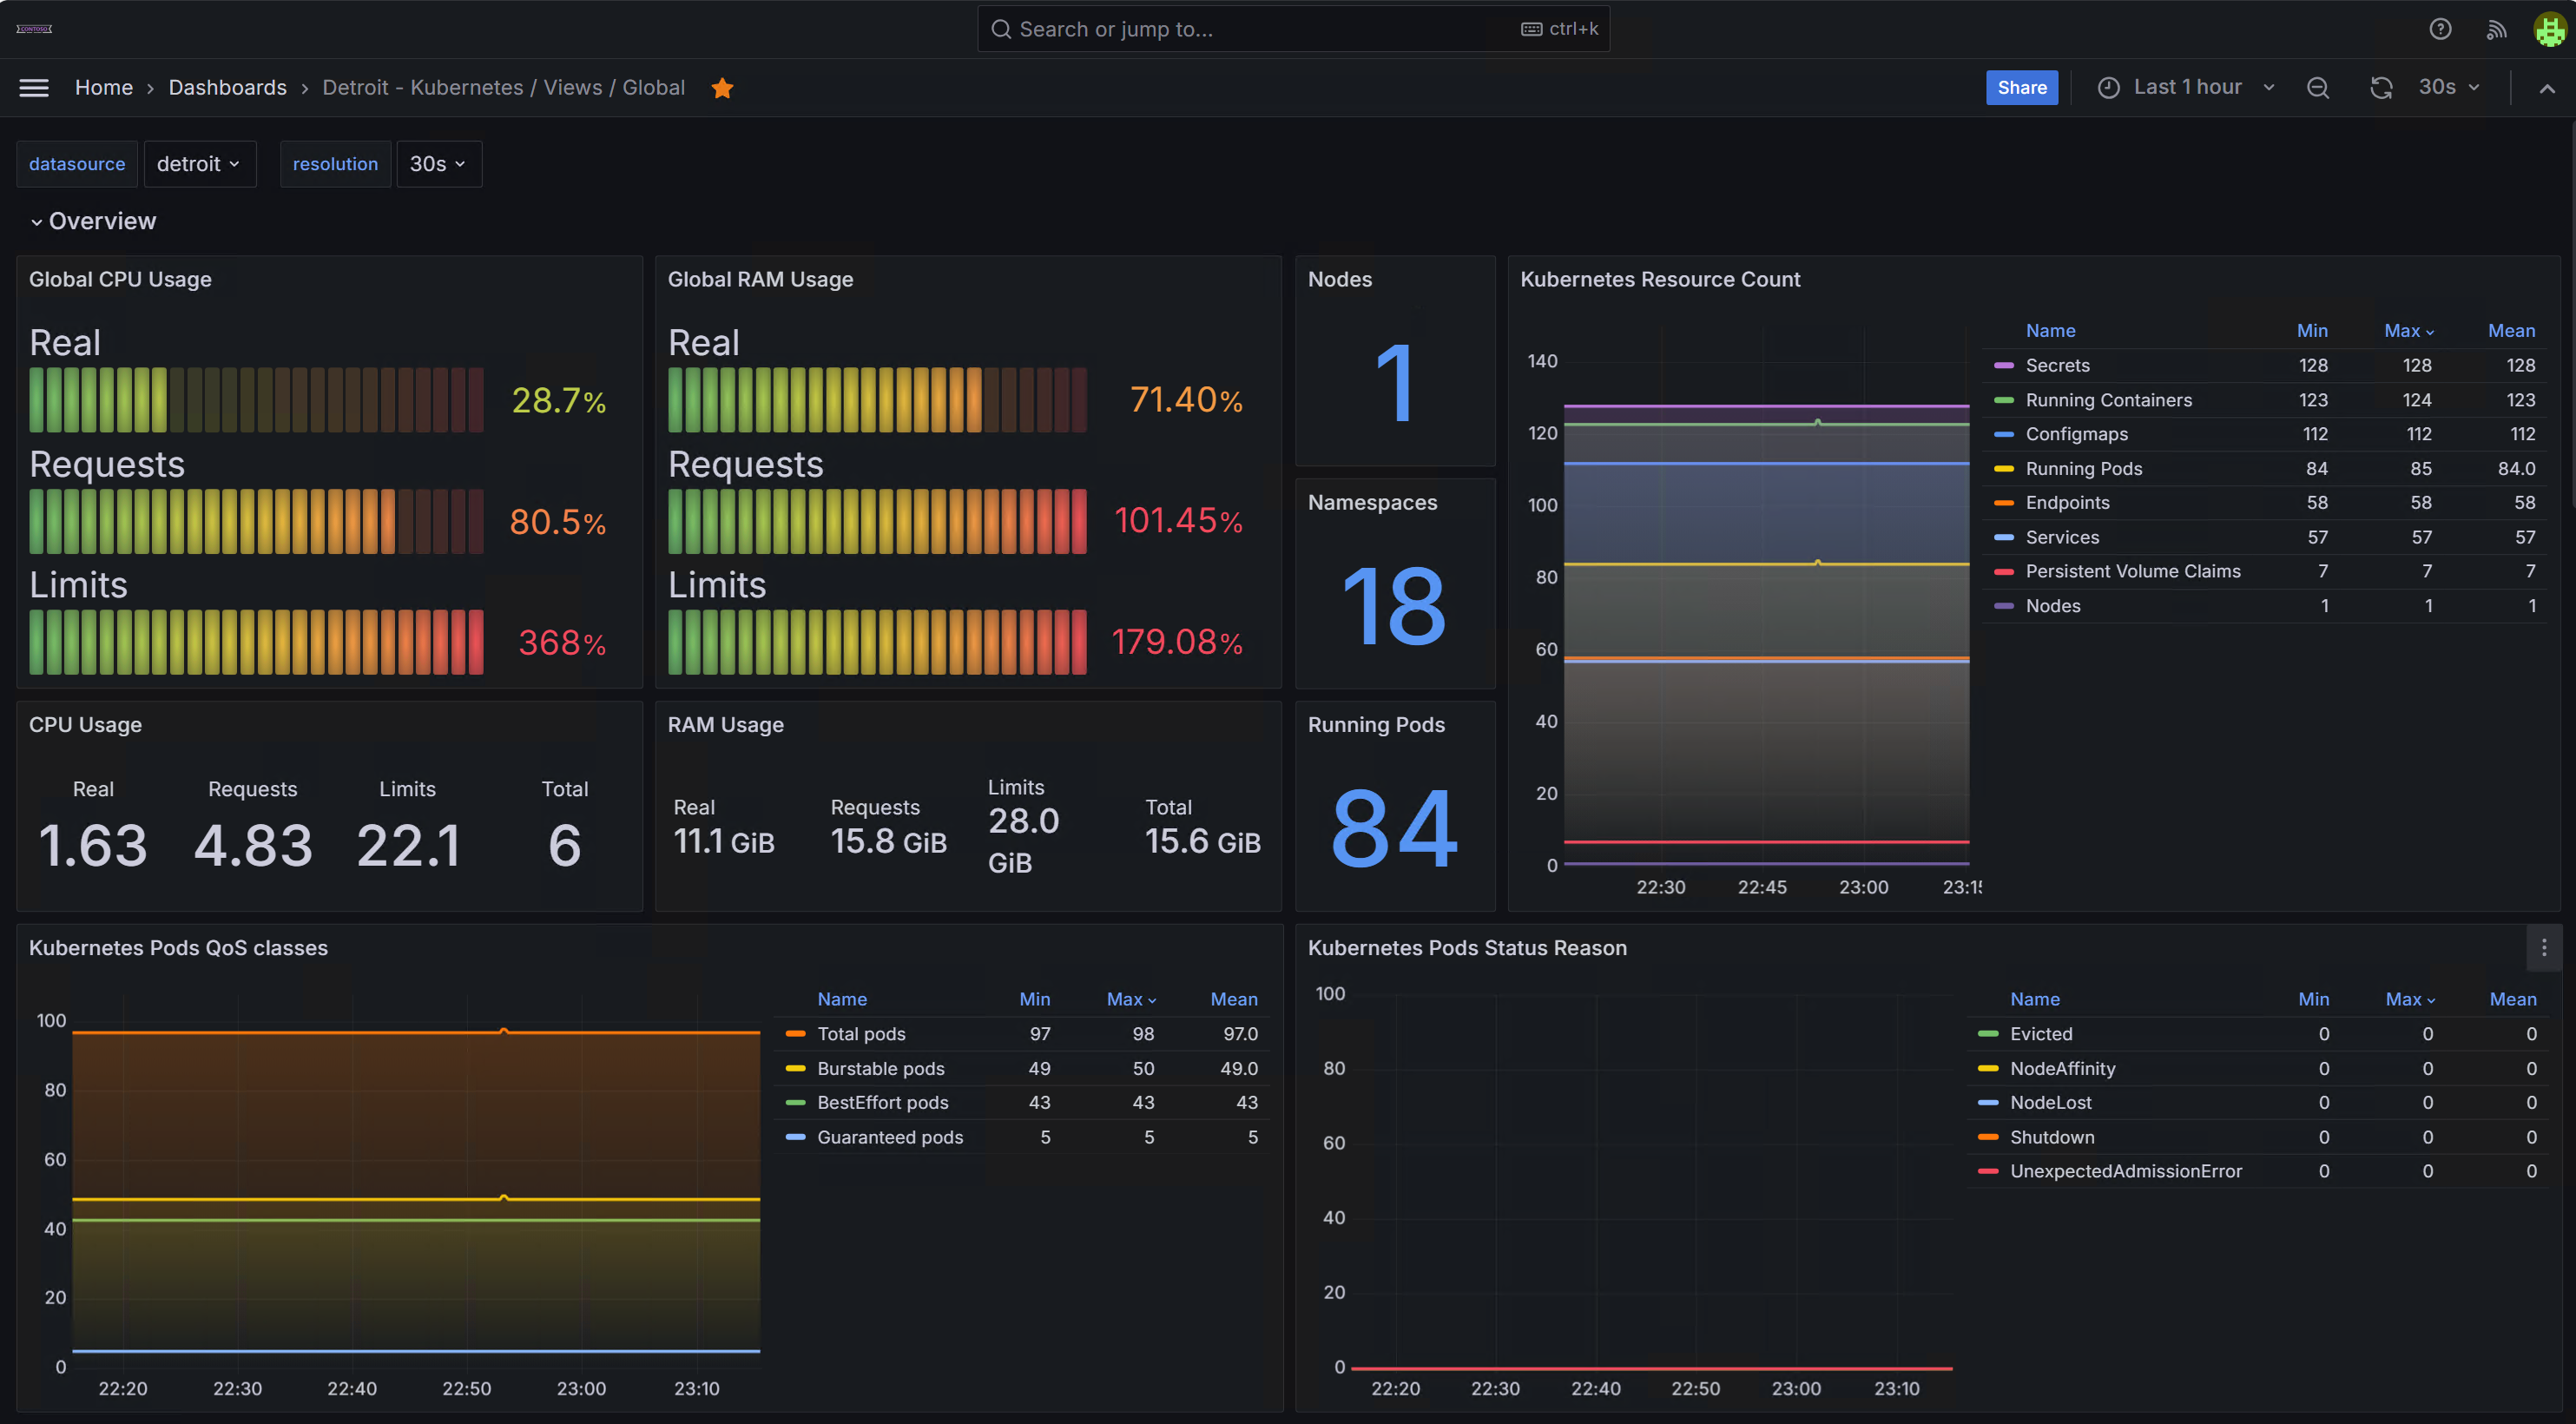 CONTOSO
Search or jump to...
ctrl+k
Home › Dashboards › Detroit - Kubernetes / Views / Global
Share
Last 1 hour
30s
datasource
detroit
resolution
30s
Overview
Global CPU Usage
Real
28.7%
Requests
80.5%
Limits
368%
Global RAM Usage
Real
71.40%
Requests
101.45%
Limits
179.08%
Nodes
1
Namespaces
18
Kubernetes Resource Count
140
120
100
80
60
40
20
0
22:30 22:45 23:00 23:15
Name Min Max Mean
Secrets 128 128 128
Running Containers 123 124 123
Configmaps 112 112 112
Running Pods 84 85 84.0
Endpoints 58 58 58
Services 57 57 57
Persistent Volume Claims 7 7 7
Nodes 1 1 1
CPU Usage
Real Requests Limits Total
1.63 4.83 22.1 6
RAM Usage
Real
11.1 GiB
Requests
15.8 GiB
Limits
28.0
GiB
Total
15.6 GiB
Running Pods
84
Kubernetes Pods QoS classes
100
80
60
40
20
0
22:20 22:30 22:40 22:50 23:00 23:10
Name Min Max Mean
Total pods 97 98 97.0
Burstable pods 49 50 49.0
BestEffort pods 43 43 43
Guaranteed pods 5 5 5
Kubernetes Pods Status Reason
100
80
60
40
20
0
22:20 22:30 22:40 22:50 23:00 23:10
Name Min Max Mean
Evicted 0 0 0
NodeAffinity 0 0 0
NodeLost 0 0 0
Shutdown 0 0 0
UnexpectedAdmissionError 0 0 0